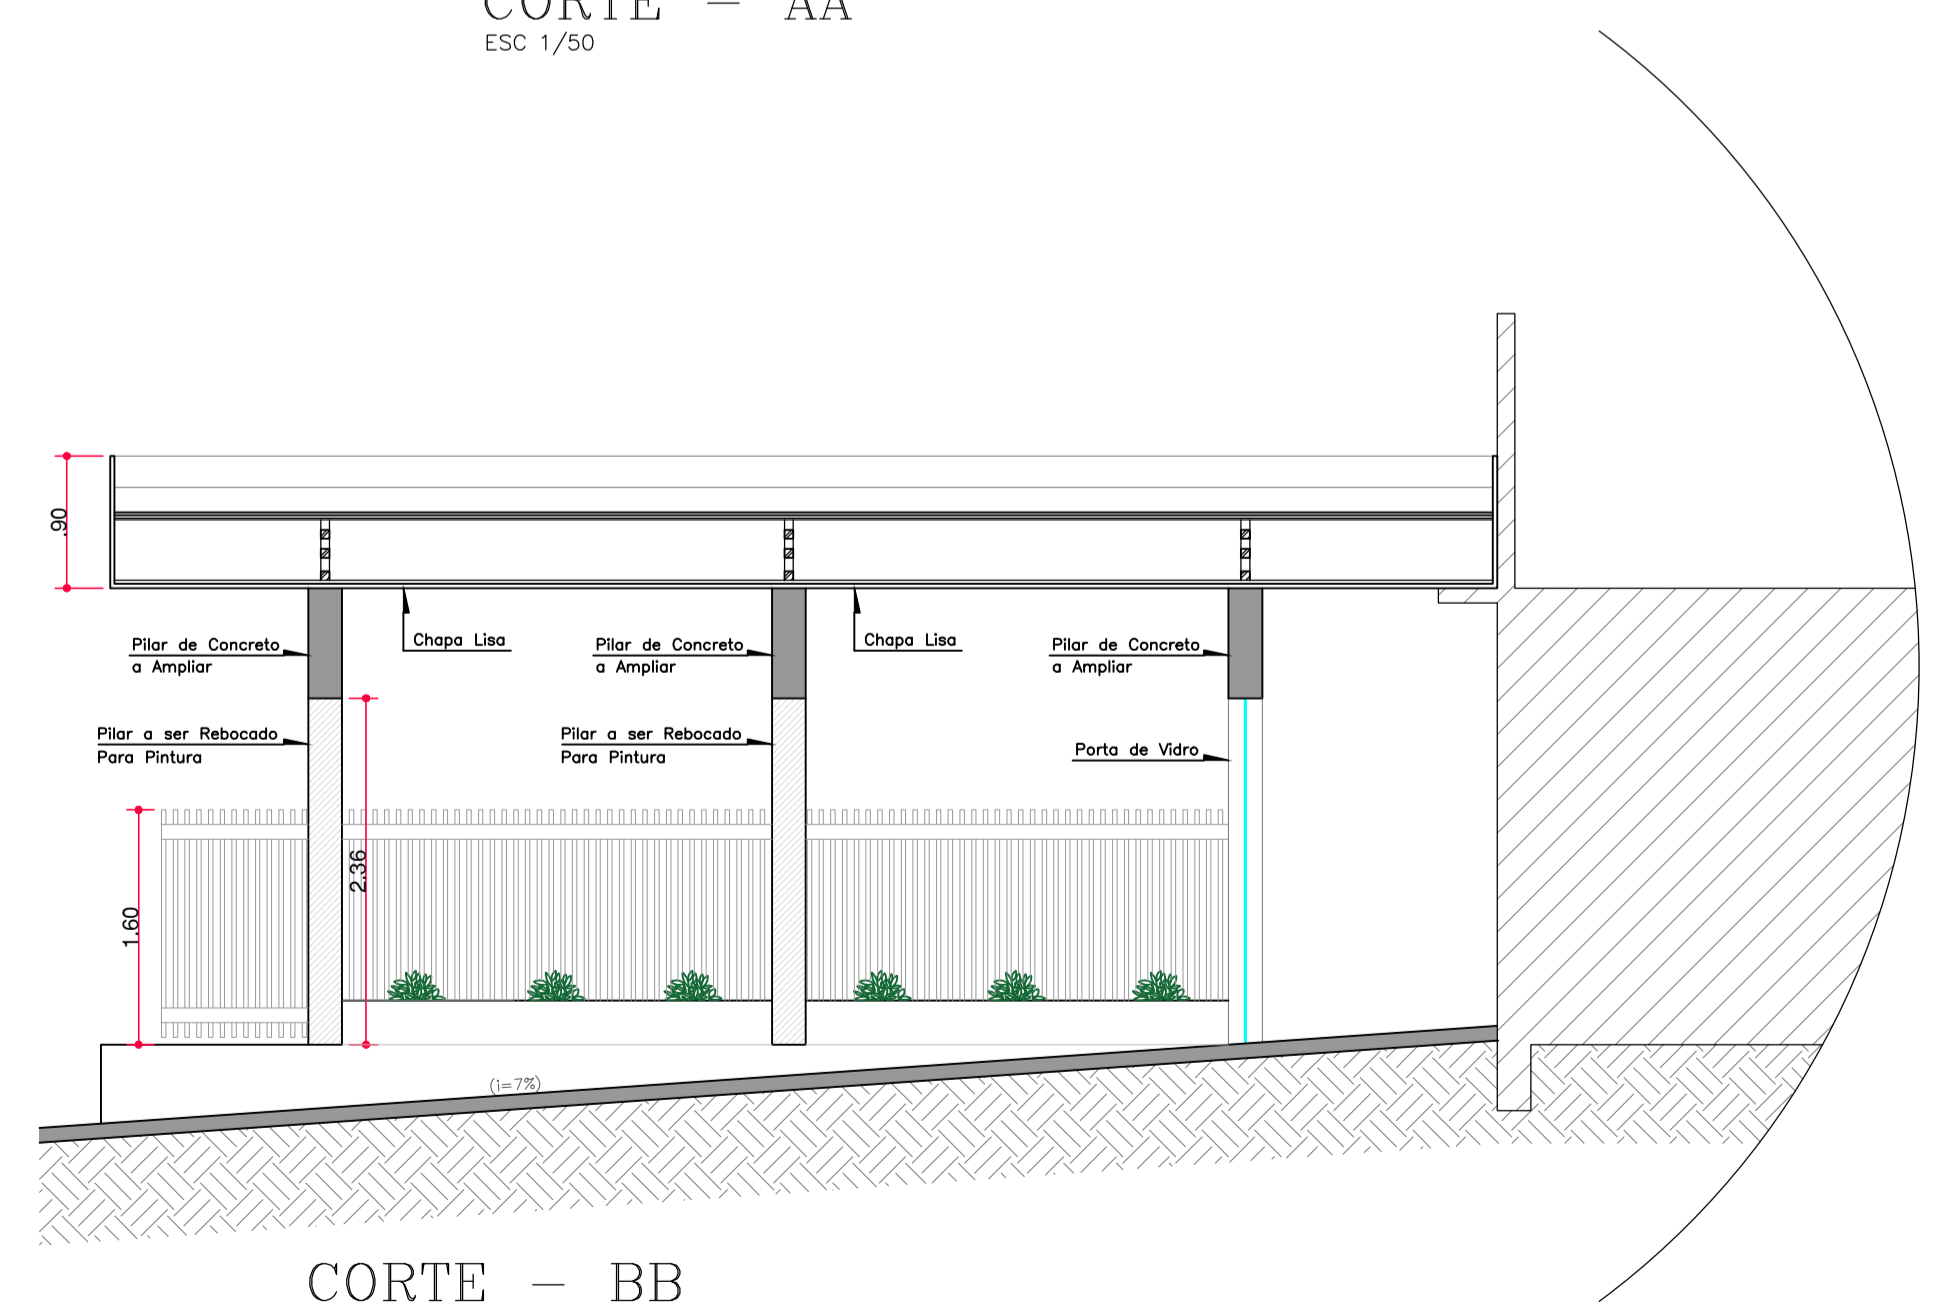 CORTE - AA
ESC 1/50
.90
Pilar de Concreto
a Ampliar
Chapa Lisa
Pilar de Concreto
a Ampliar
Chapa Lisa
Pilar de Concreto
a Ampliar
Pilar a ser Rebocado
Para Pintura
Pilar a ser Rebocado
Para Pintura
Porta de Vidro
2.36
1.60
(i=7%)
CORTE - BB